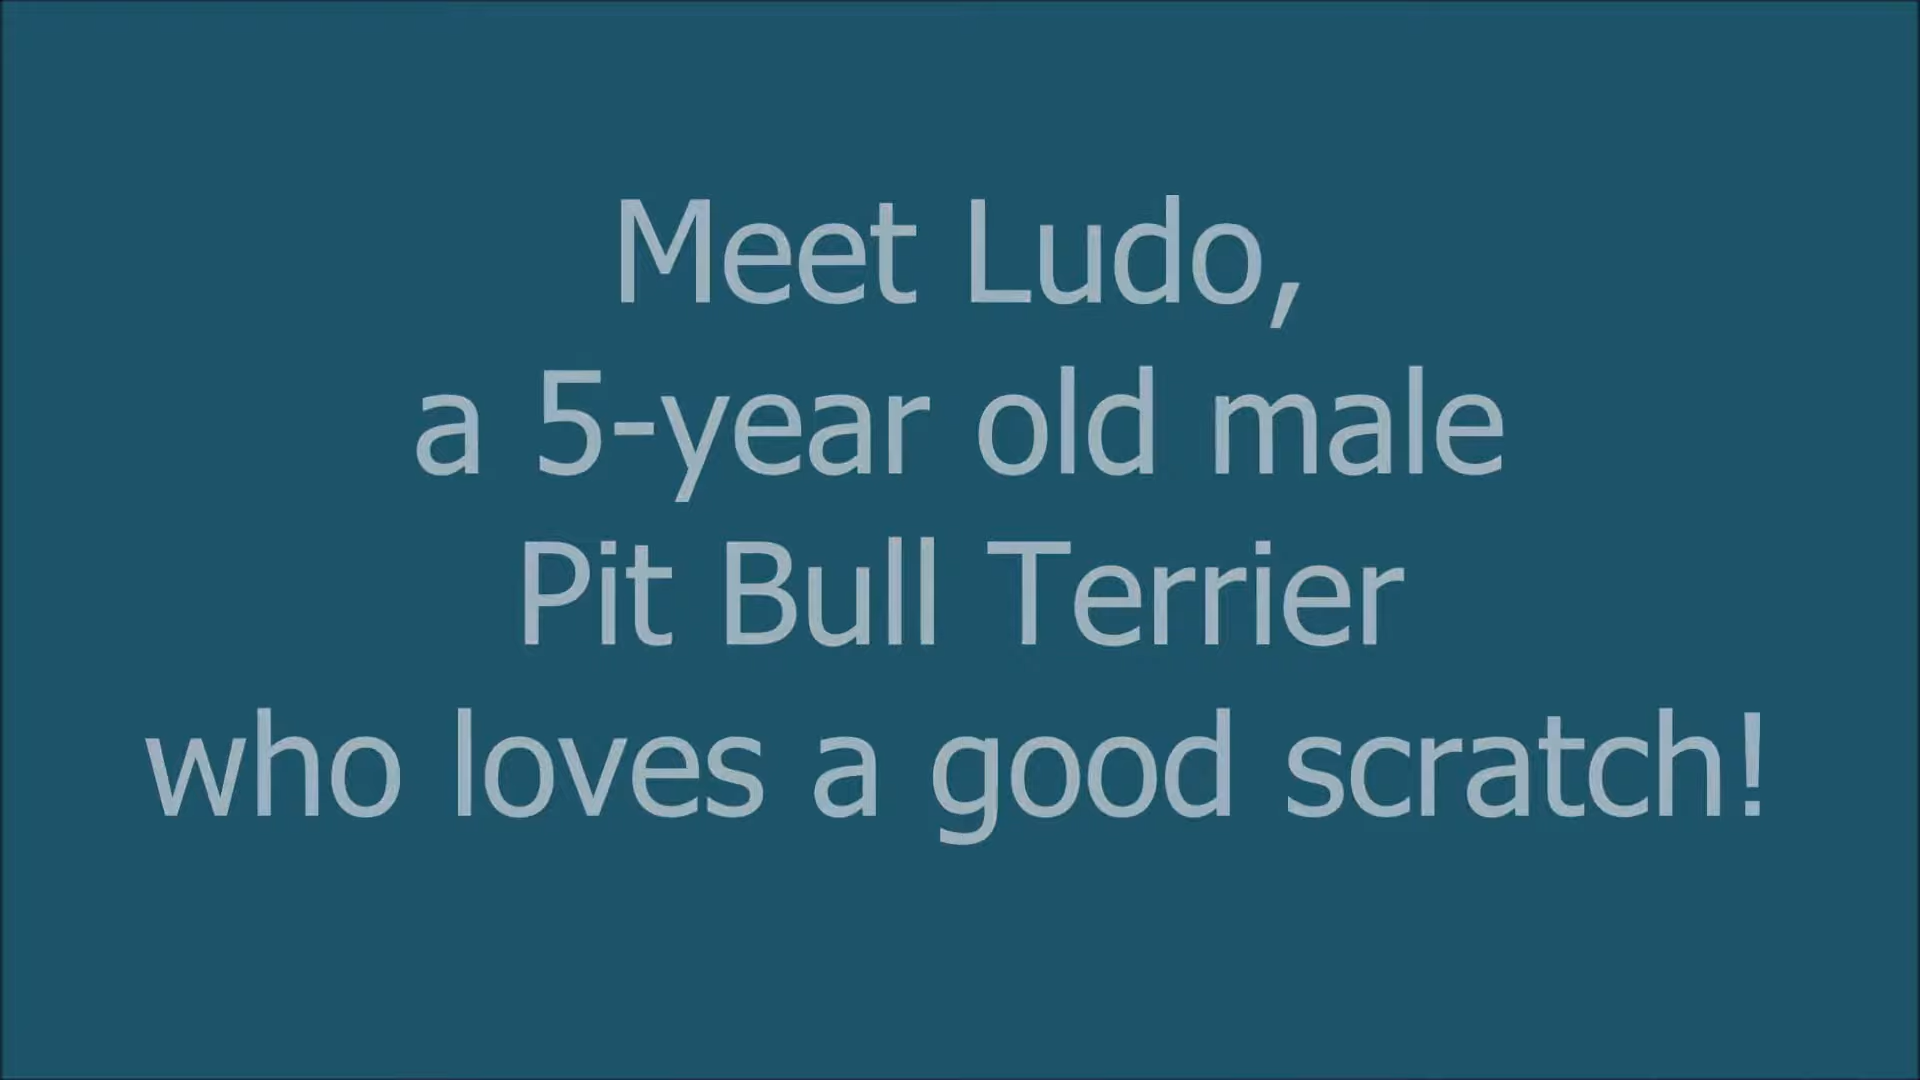 Meet Ludo,
a 5-year old male
Pit Bull Terrier
who loves a good scratch!